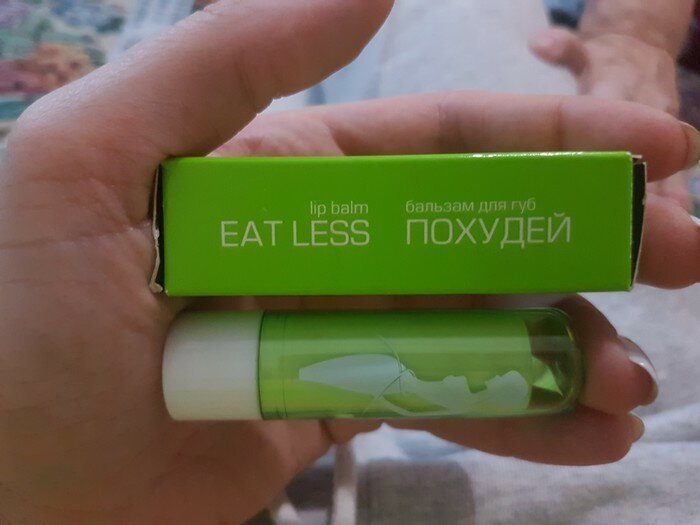 lip balm
EAT LESS
бальзам для губ
ПОХУДЕЙ